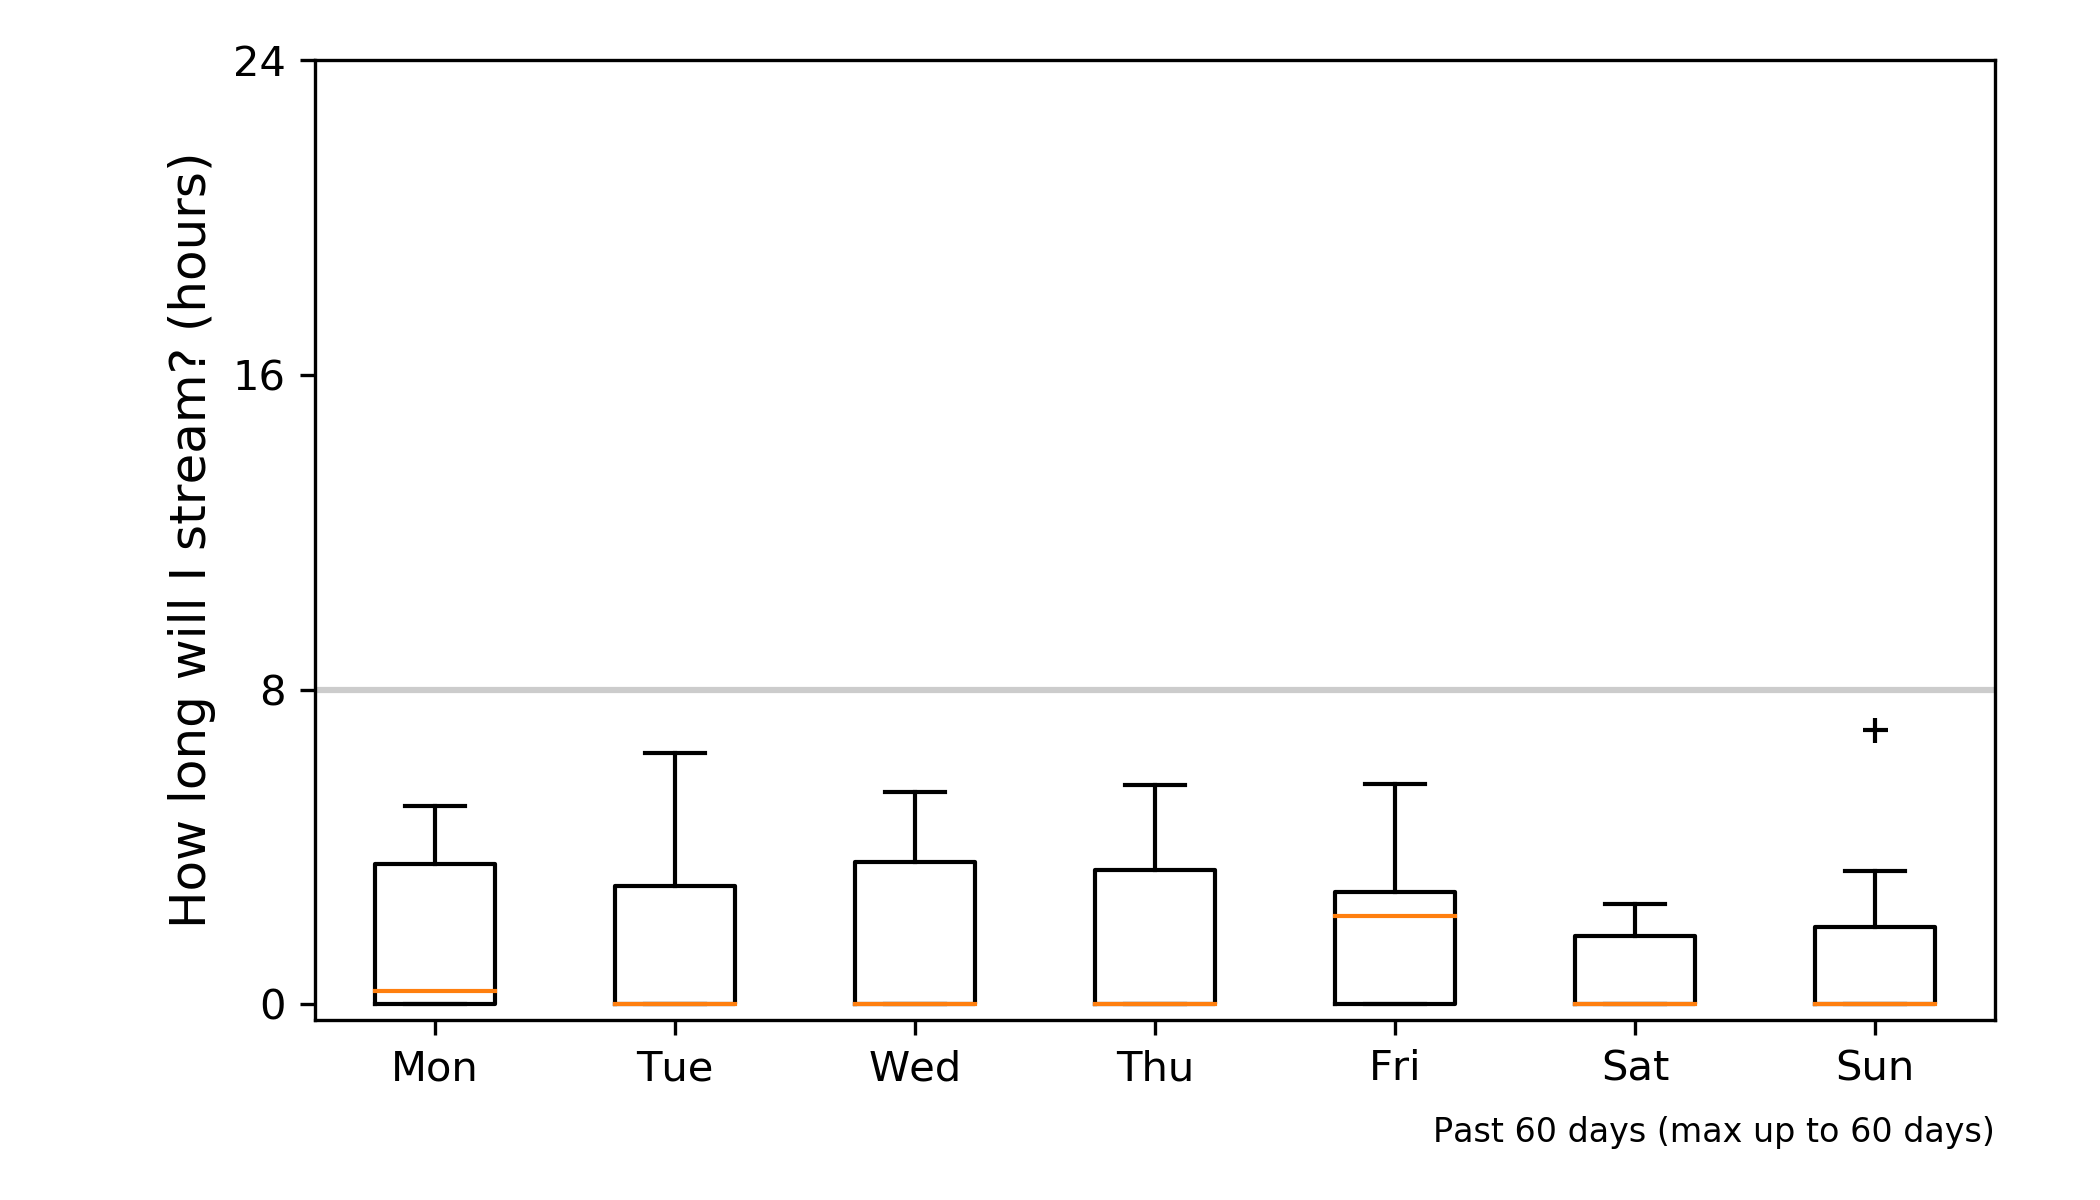 How long will I stream? (hours)
24
16
8
0
Mon Tue Wed Thu Fri Sat Sun
Past 60 days (max up to 60 days)